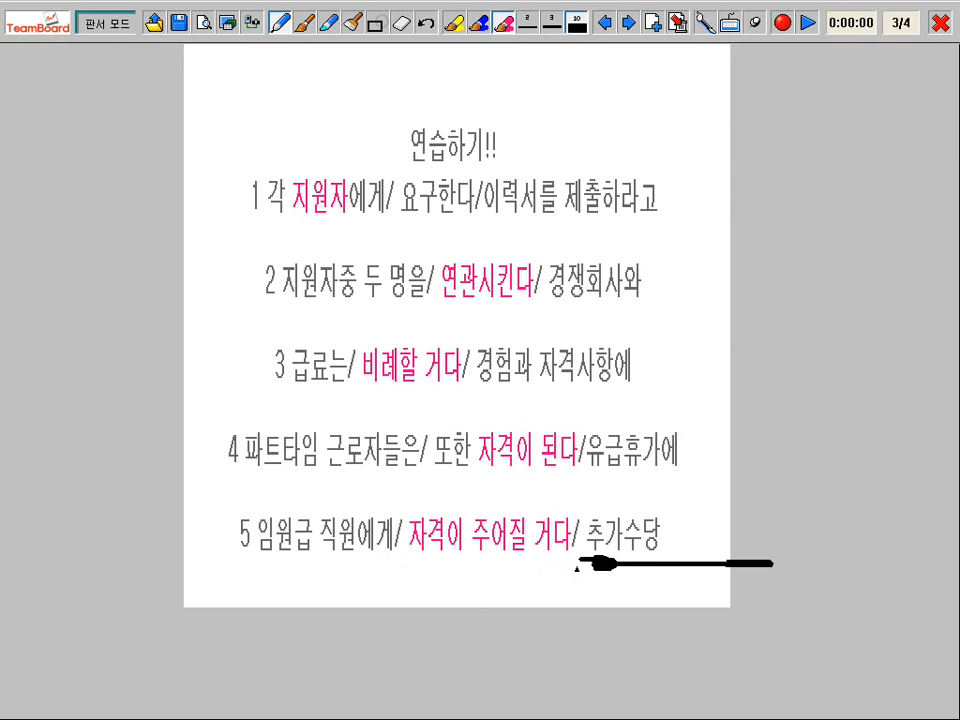 TeamBoard 판서 모드 2 3 10 0:00:00 3/4
연습하기!!
1 각 지원자에게/ 요구한다/이력서를 제출하라고
2 지원자중 두 명을/ 연관시킨다/ 경쟁회사와
3 급료는/ 비례할 거다/ 경험과 자격사항에
4 파트타임 근로자들은/ 또한 자격이 된다/유급휴가에
5 임원급 직원에게/ 자격이 주어질 거다/ 추가수당